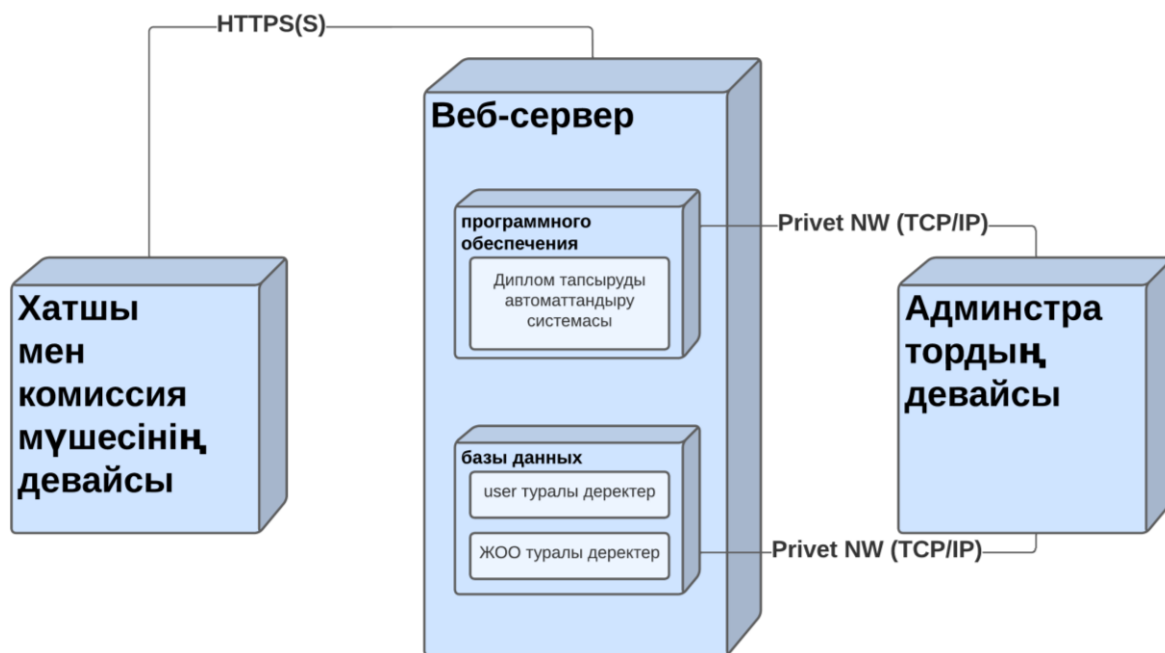 HTTPS(S)
Веб-сервер
программного
обеспечения
Диплом тапсыруды
автоматтандыру
системасы
базы данных
user туралы деректер
ЖОО туралы деректер
Хатшы
мен
комиссия
мүшесінің
девайсы
Privet NW (TCP/IP)
Админстра
тордың
девайсы
Privet NW (TCP/IP)